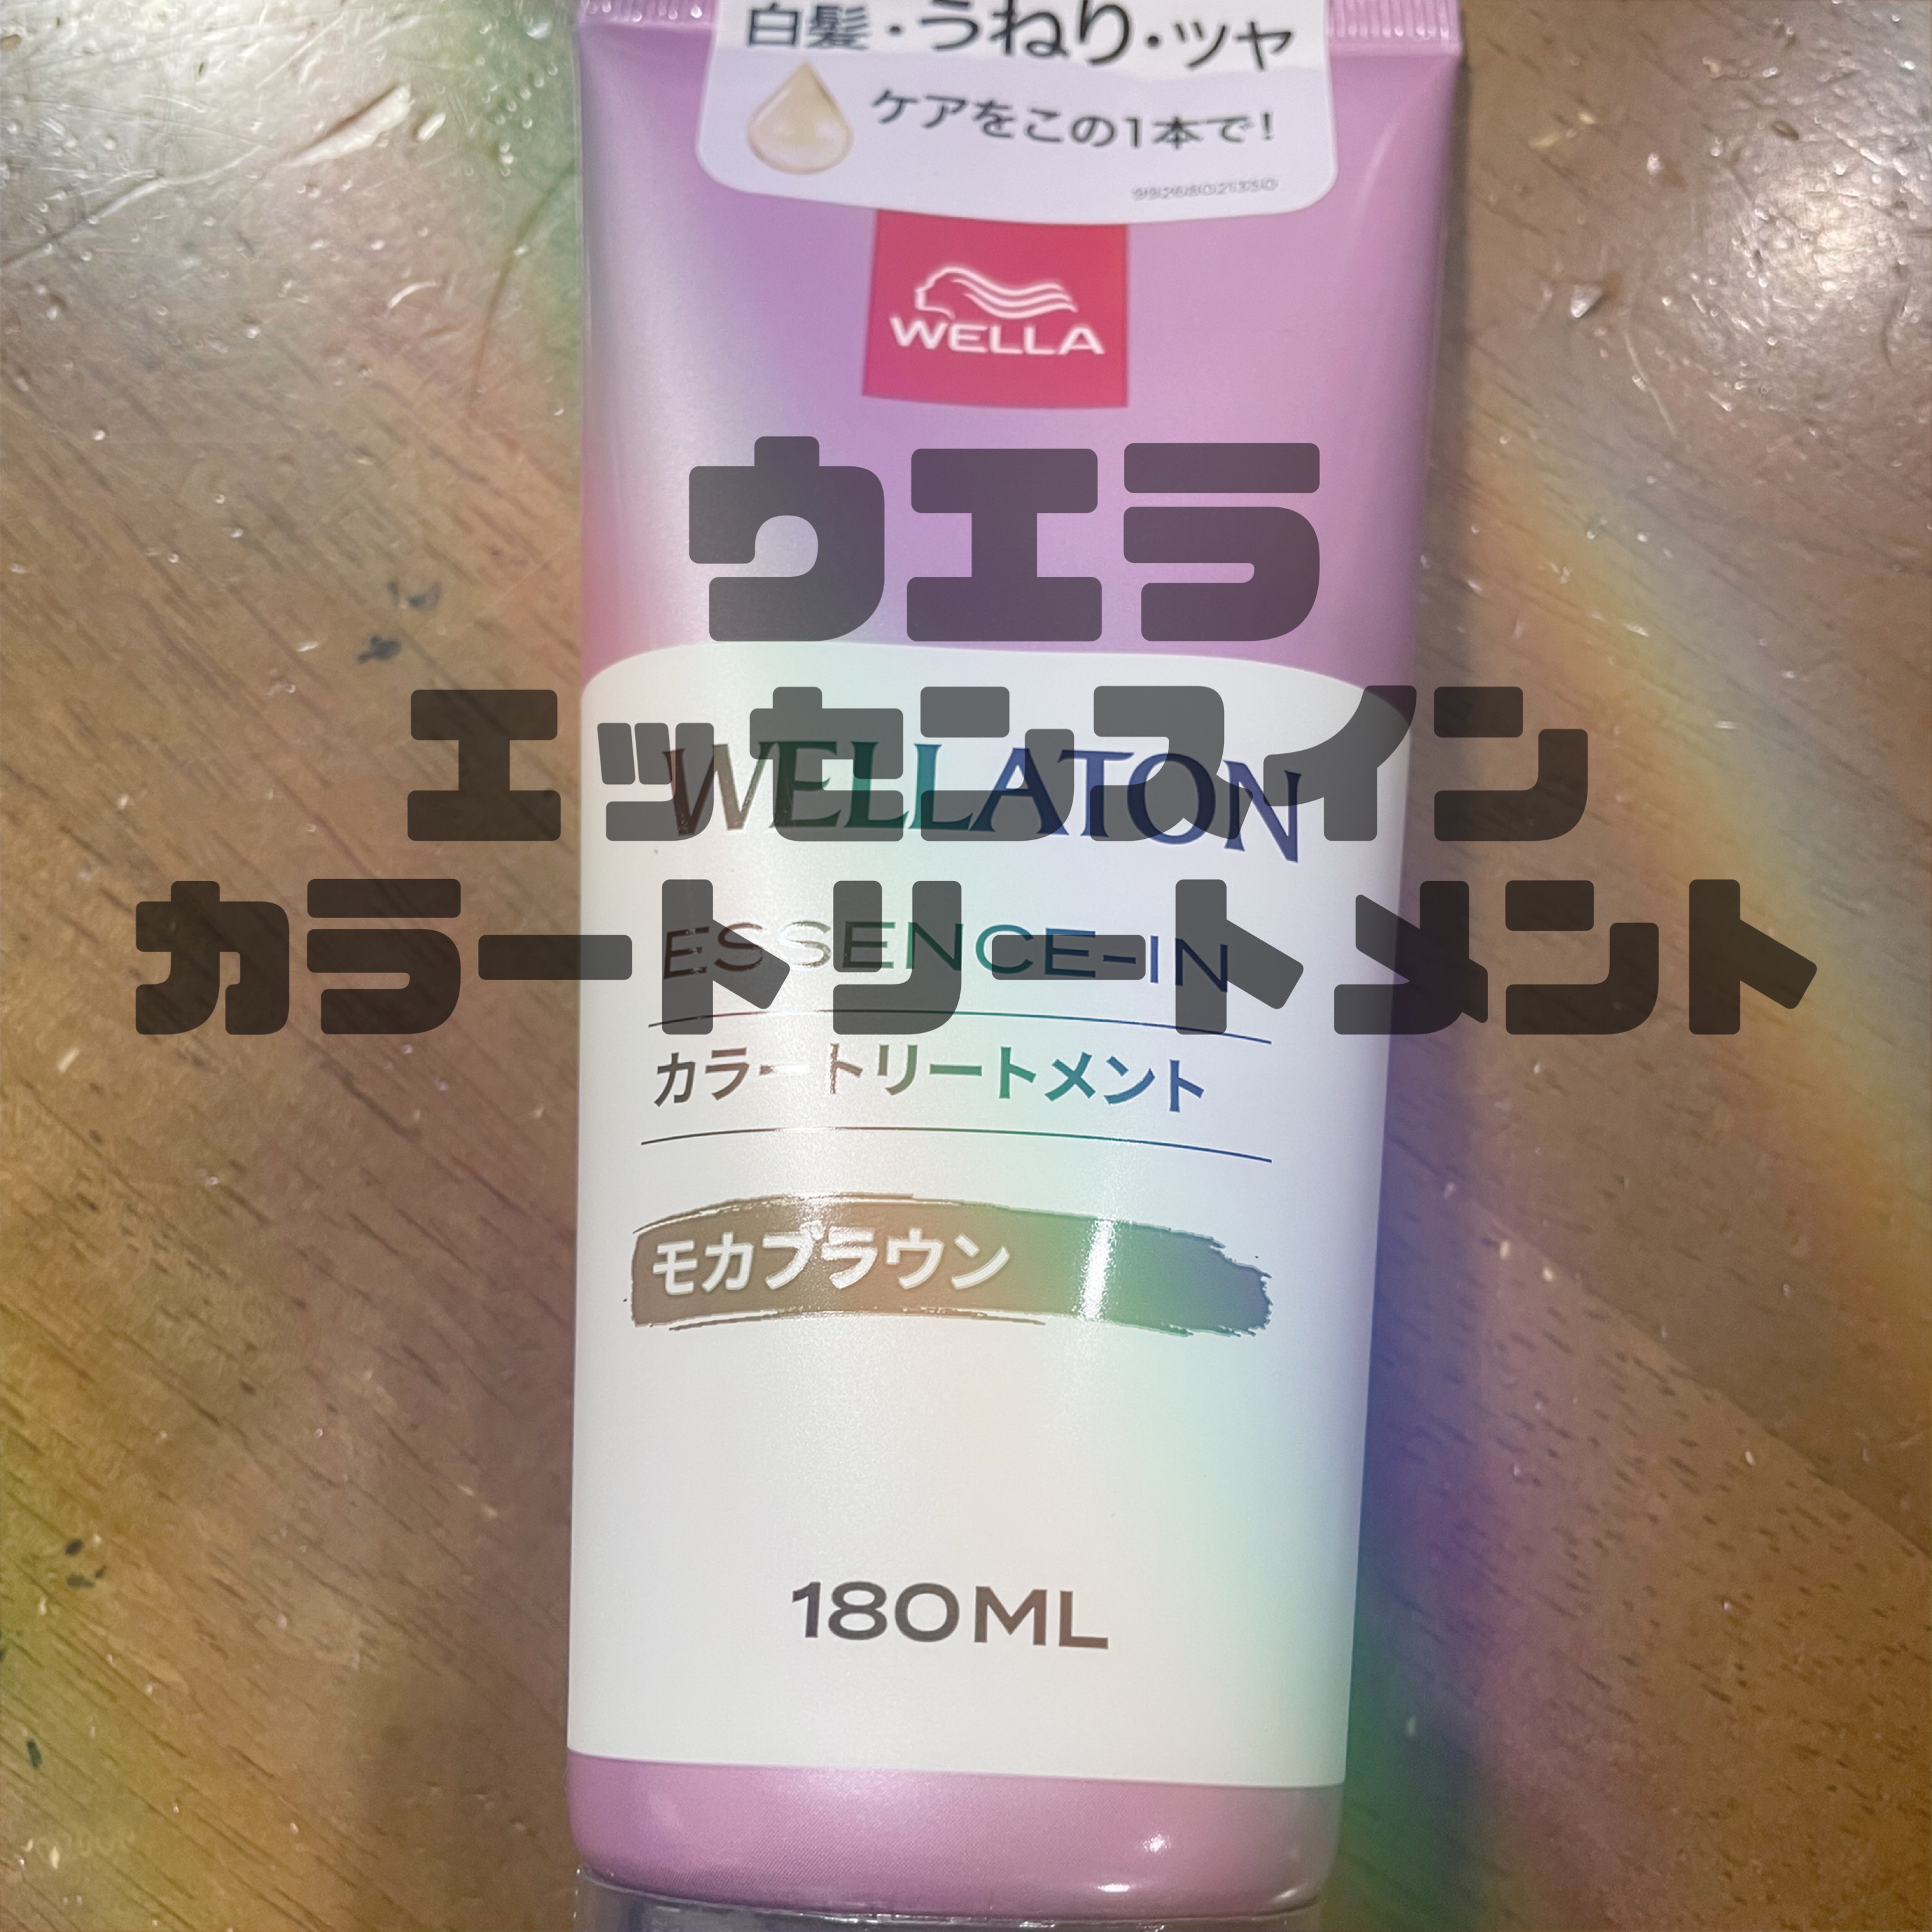 白髪・うねり・ツヤ
ケアをこの1本で!
WELLA
ウエラ
エッセンスイン
WELLATON
カラートリートメント
ESSENCE-IN
カラートリートメント
モカブラウン
180ML